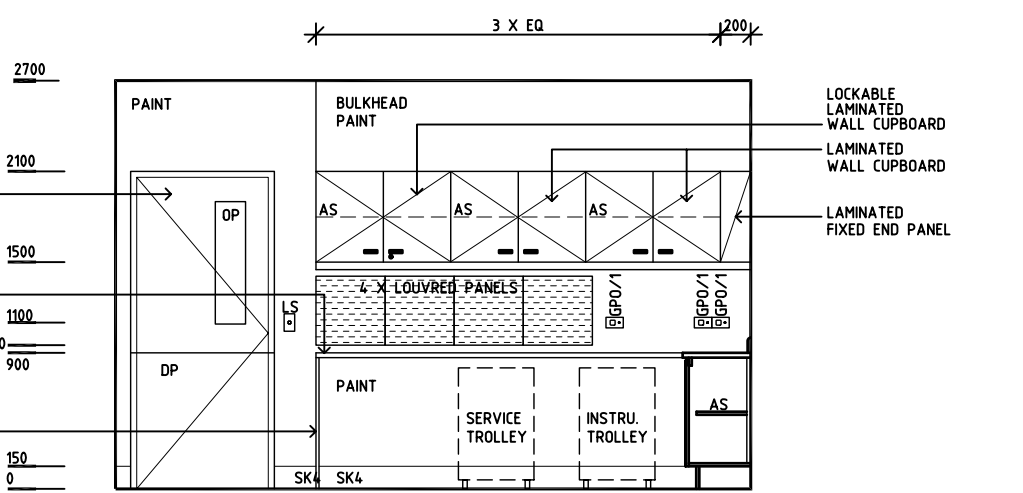 3 X EQ
200
2700
PAINT
BULKHEAD
PAINT
LOCKABLE
LAMINATED
WALL CUPBOARD
LAMINATED
WALL CUPBOARD
2100
OP
AS
AS
AS
LAMINATED
FIXED END PANEL
1500
4 X LOUVRED PANELS
GPO/1
GPO/1
GPO/1
LS
1100
0
900
DP
PAINT
AS
SERVICE
TROLLEY
INSTRU.
TROLLEY
150
0
SK4
SK4